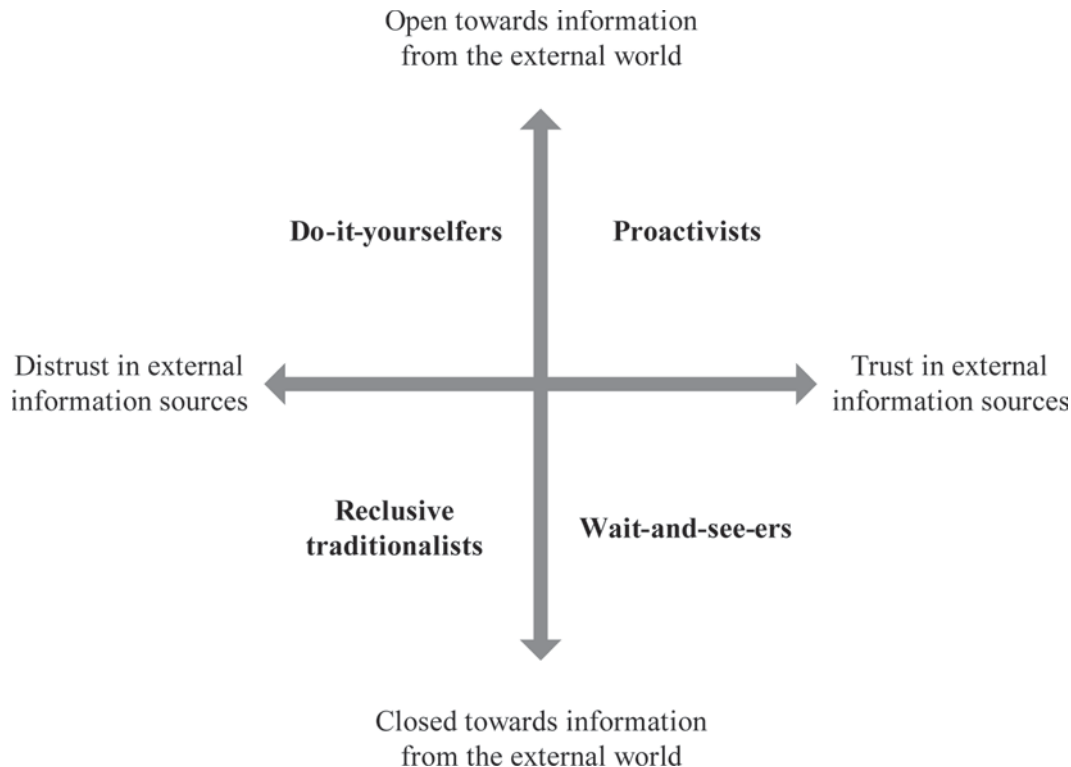 Open towards information
from the external world
Do-it-yourselfers
Proactivists
Distrust in external
information sources
Trust in external
information sources
Reclusive
traditionalists
Wait-and-see-ers
Closed towards information
from the external world